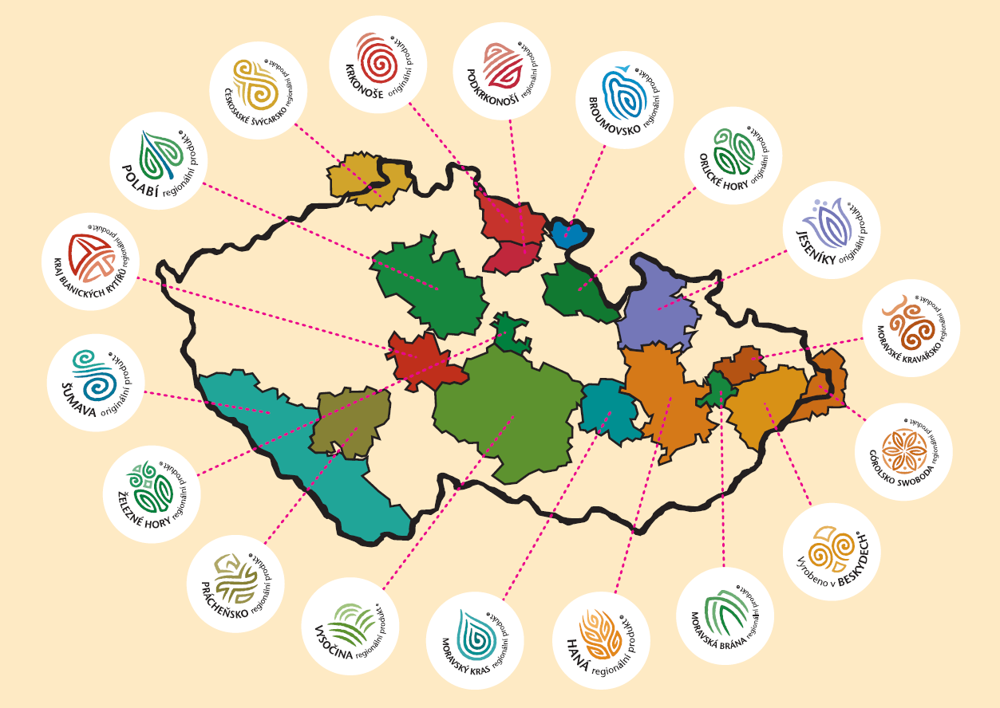 KRKONOŠE originální produkt®
PODKRKONOŠÍ regionální produkt®
ČESKOSASKÉ ŠVÝCARSKO regionální produkt®
BROUMOVSKO regionální produkt®
POLABÍ regionální produkt®
ORLICKÉ HORY originální produkt®
KRAJ BLANICKÝCH RYTÍŘŮ regionální produkt®
JESENÍKY originální produkt®
MORAVSKÉ KRAVAŘSKO regionální produkt®
ŠUMAVA originální produkt®
GÓROLSKO SWOBODA regionální produkt®
ŽELEZNÉ HORY regionální produkt®
Vyrobeno v BESKYDECH®
PRÁCHEŇSKO regionální produkt®
VYSOČINA regionální produkt®
MORAVSKÝ KRAS regionální produkt®
HANÁ regionální produkt®
MORAVSKÁ BRÁNA regionální produkt®